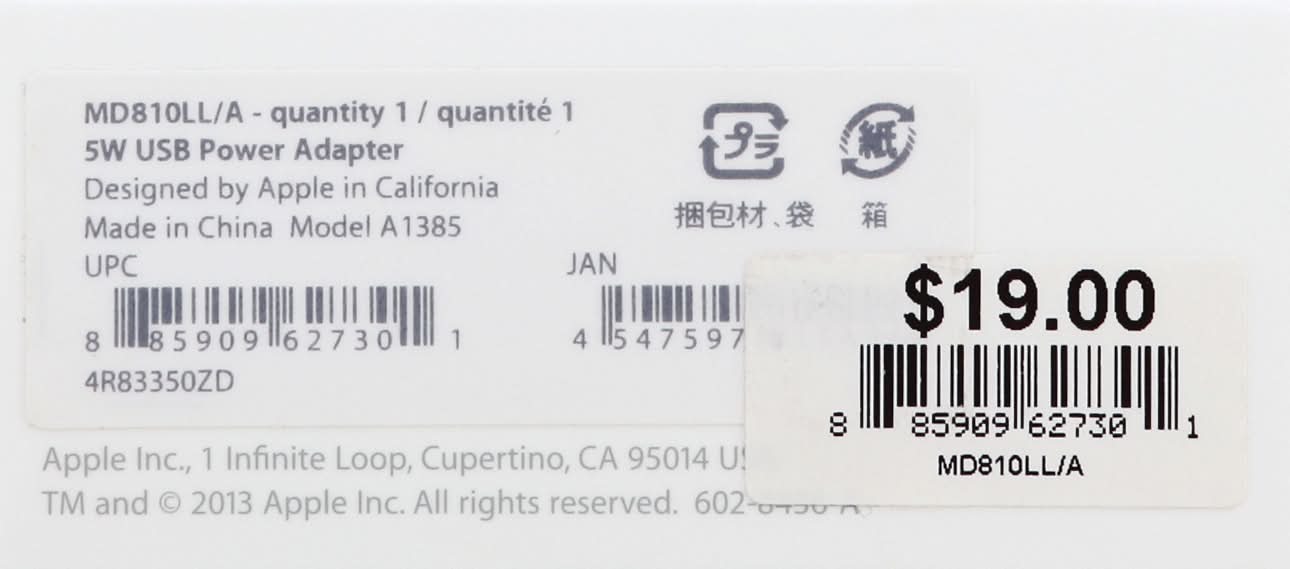 MD810LL/A - quantity 1 / quantité 1
5W USB Power Adapter
Designed by Apple in California
Made in China Model A1385
プラ
紙
捆包材、袋
箱
UPC
8 85909 62730 1
JAN
4 547597
4R83350ZD
$19.00
8 85909 62730 1
MD810LL/A
Apple Inc., 1 Infinite Loop, Cupertino, CA 95014
TM and © 2013 Apple Inc. All rights reserved.